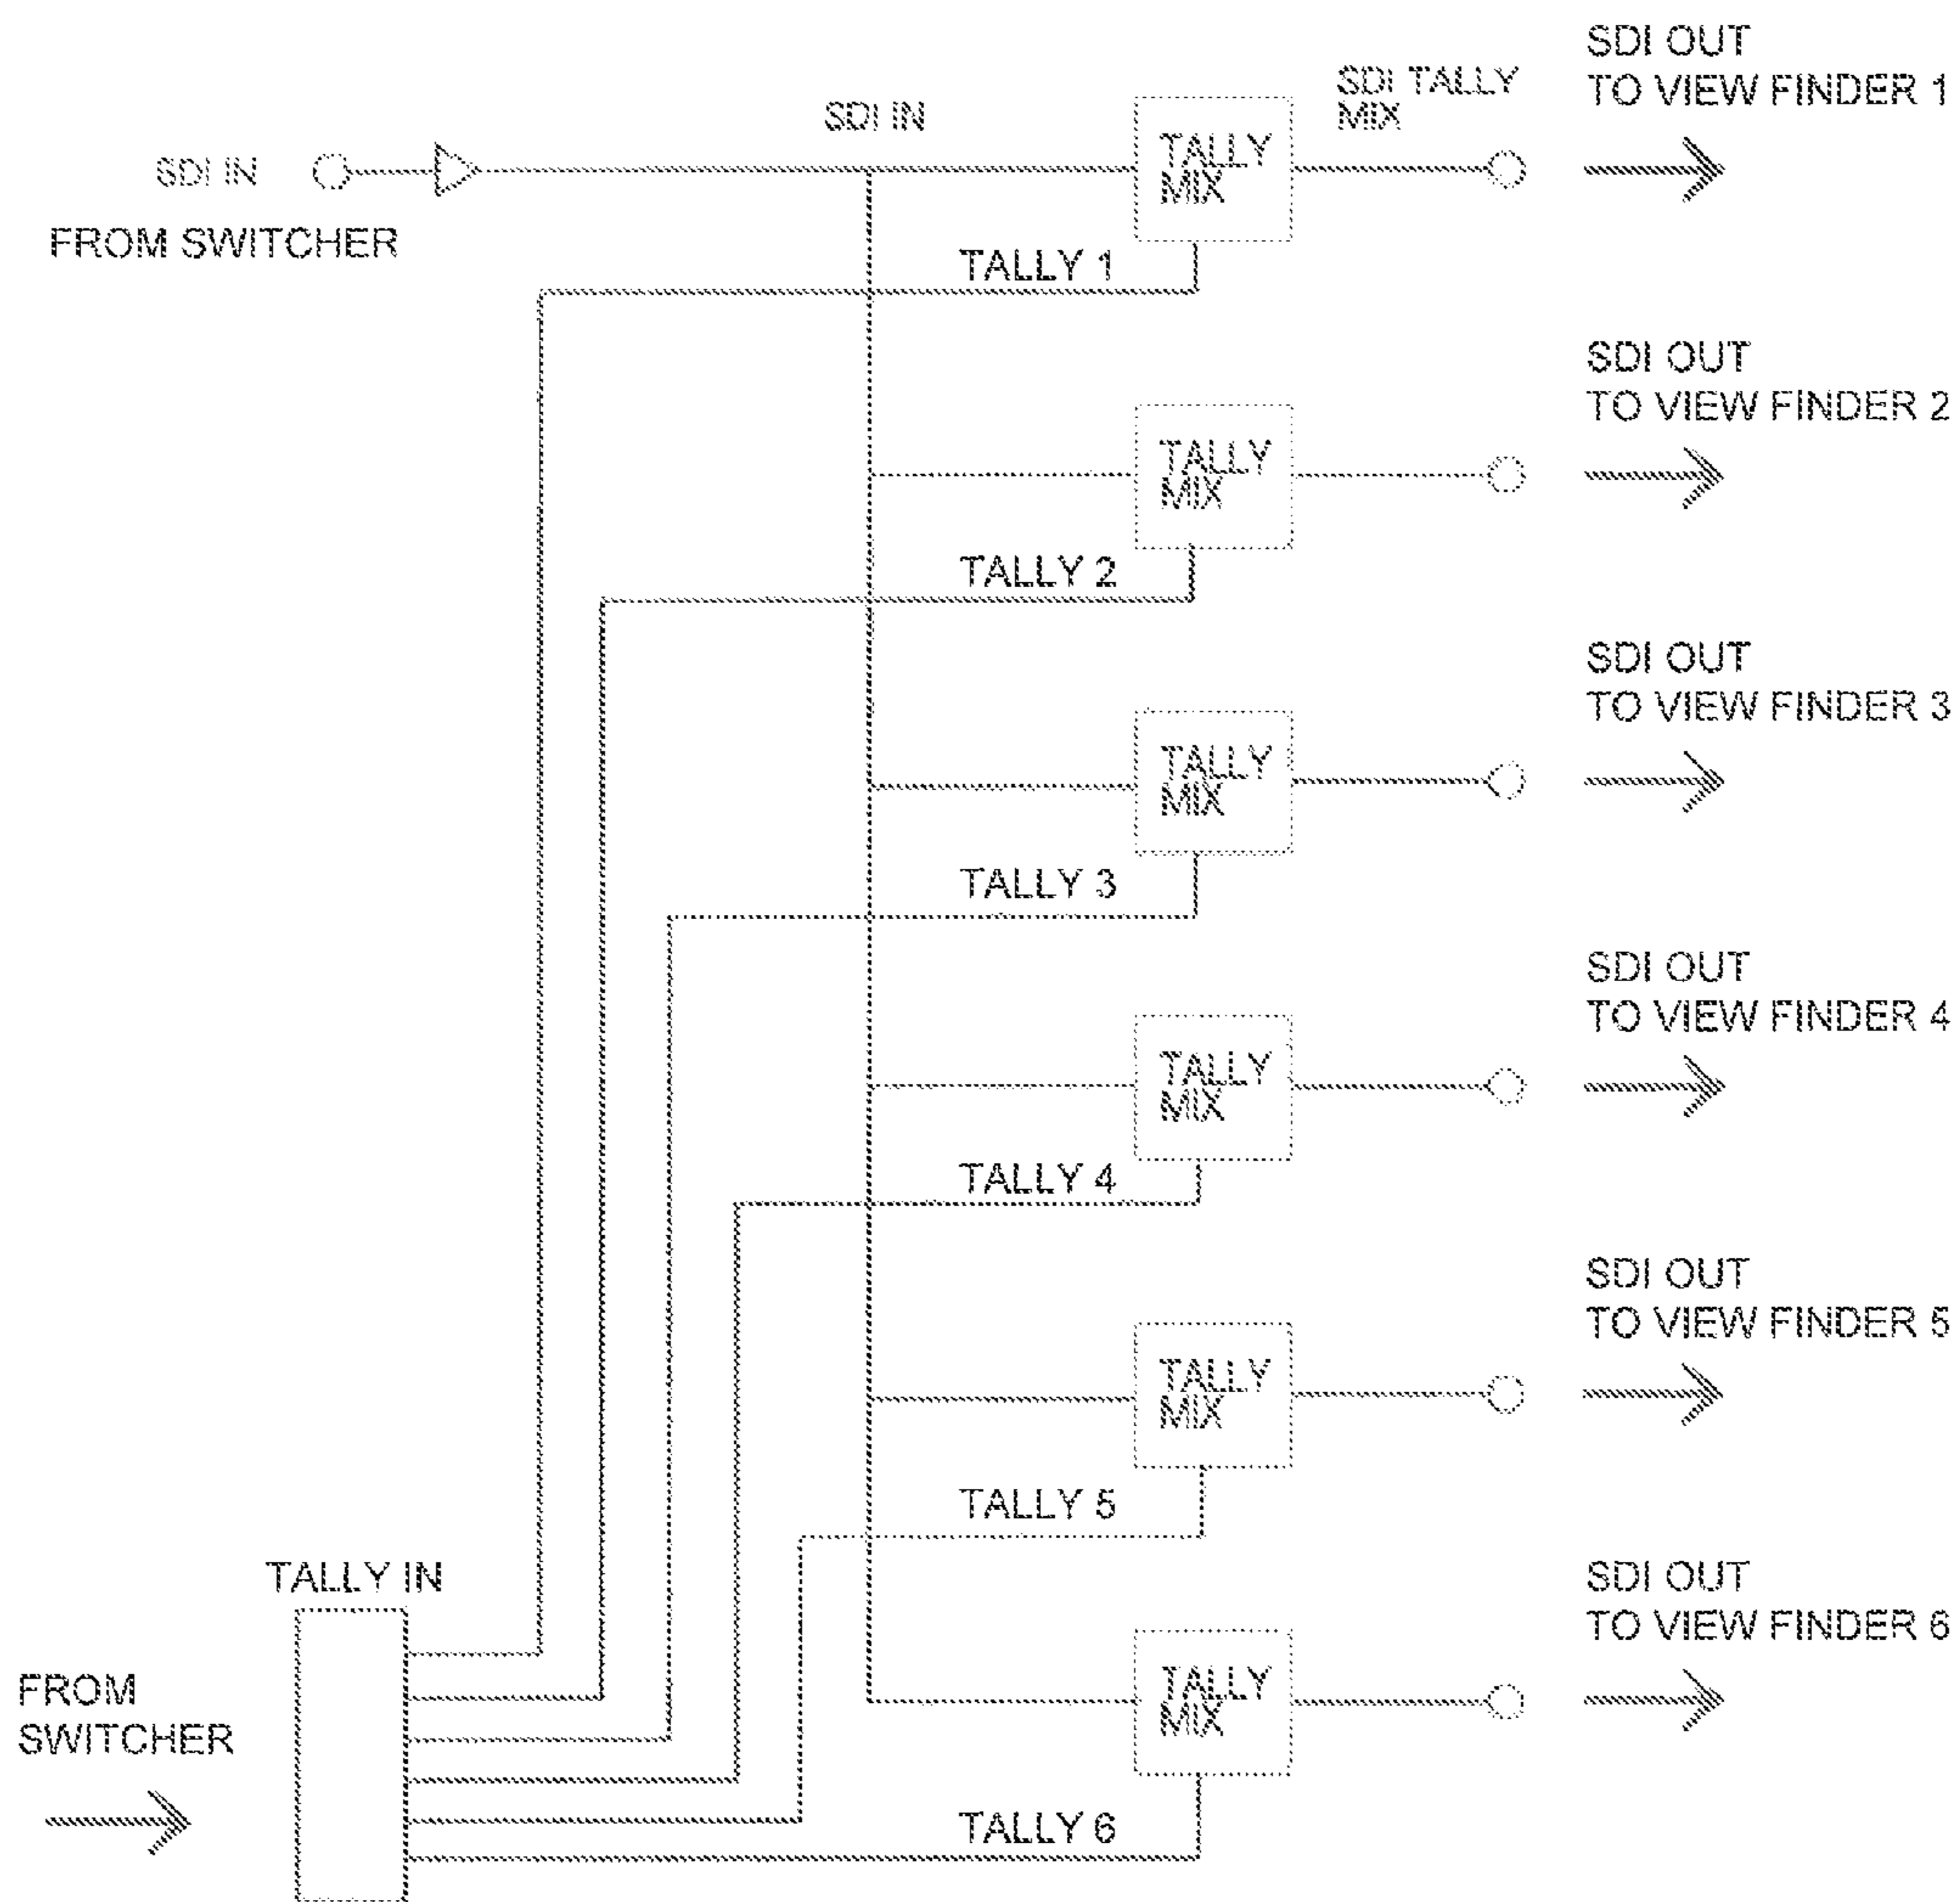 SDI OUT
TO VIEW FINDER 1
SDI TALLY
MIX
SDI IN
SDI IN
FROM SWITCHER
TALLY
MIX
TALLY 1
SDI OUT
TO VIEW FINDER 2
TALLY
MIX
TALLY 2
SDI OUT
TO VIEW FINDER 3
TALLY
MIX
TALLY 3
SDI OUT
TO VIEW FINDER 4
TALLY
MIX
TALLY 4
SDI OUT
TO VIEW FINDER 5
TALLY
MIX
TALLY 5
SDI OUT
TO VIEW FINDER 6
TALLY IN
TALLY
MIX
FROM
SWITCHER
TALLY 6